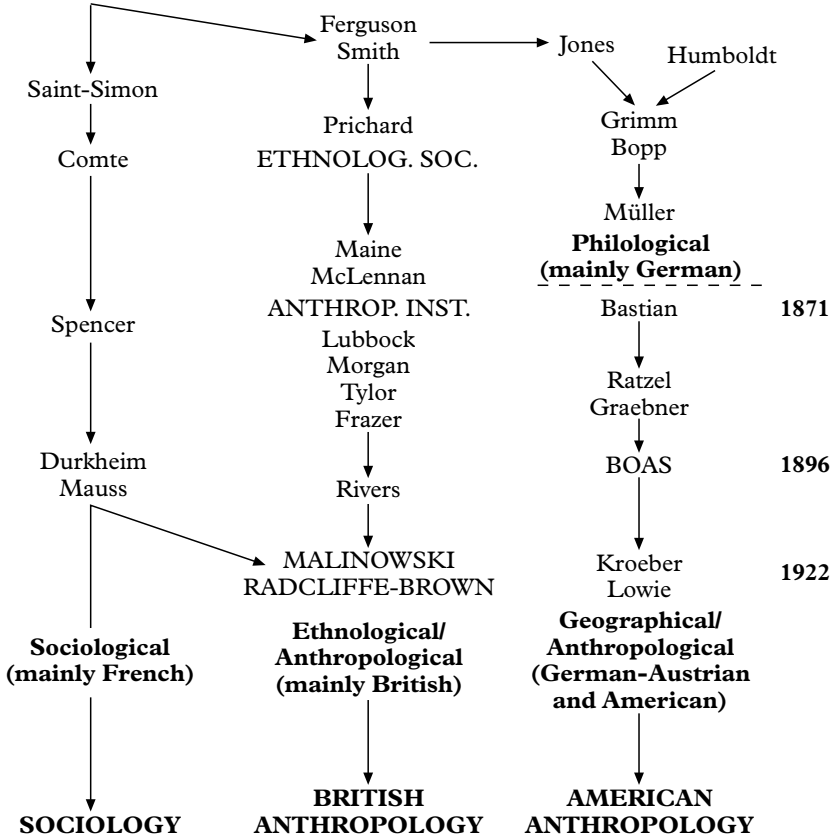 Ferguson
Smith
Jones
Humboldt
Saint-Simon
Prichard
Grimm
Bopp
Comte
ETHNOLOG. SOC.
Müller
Philological
(mainly German)
Maine
McLennan
ANTHROP. INST.
Bastian
1871
Spencer
Lubbock
Morgan
Tylor
Frazer
Ratzel
Graebner
Durkheim
Mauss
Rivers
BOAS
1896
MALINOWSKI
RADCLIFFE-BROWN
Kroeber
Lowie
1922
Sociological
(mainly French)
Ethnological/
Anthropological
(mainly British)
Geographical/
Anthropological
(German-Austrian
and American)
SOCIOLOGY
BRITISH
ANTHROPOLOGY
AMERICAN
ANTHROPOLOGY